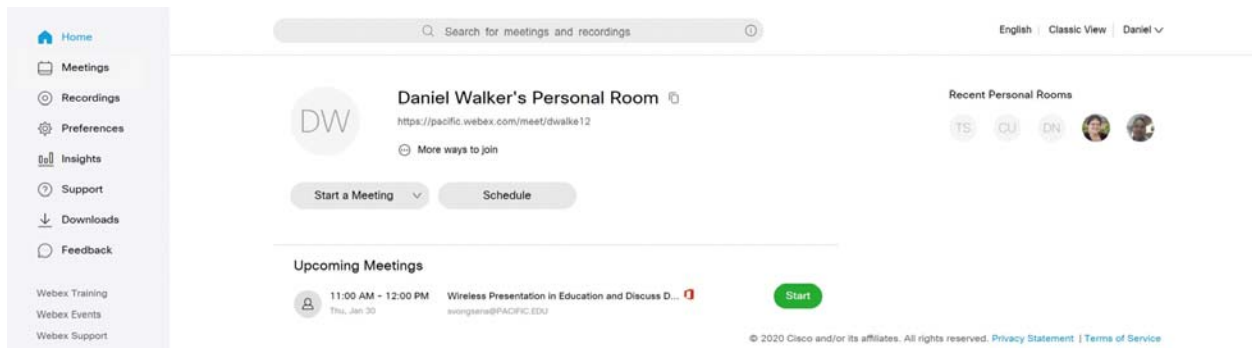 Home
Meetings
Recordings
Preferences
Insights
Support
Downloads
Feedback
Webex Training
Webex Events
Webex Support
Search for meetings and recordings
English | Classic View | Daniel
DW
Daniel Walker's Personal Room
https://pacific.webex.com/meet/dwalke12
More ways to join
Start a Meeting
Schedule
Recent Personal Rooms
TS CU DN
Upcoming Meetings
11:00 AM - 12:00 PM Wireless Presentation in Education and Discuss D...
Thu, Jan 30 svongsena@PACIFIC.EDU
Start
© 2020 Cisco and/or its affiliates. All rights reserved. Privacy Statement | Terms of Service